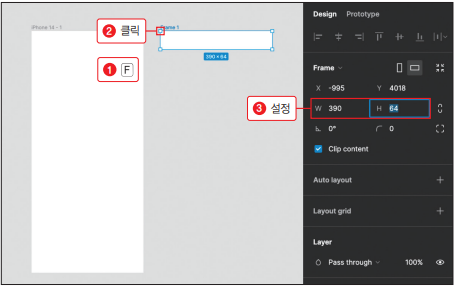 iPhone 14 - 1
Frame 1
2 클릭
390 × 64
1 F
3 설정
Design Prototype
Frame
X -995 Y 4018
W 390 H 64
0° 0
Clip content
Auto layout
Layout grid
Layer
Pass through 100%